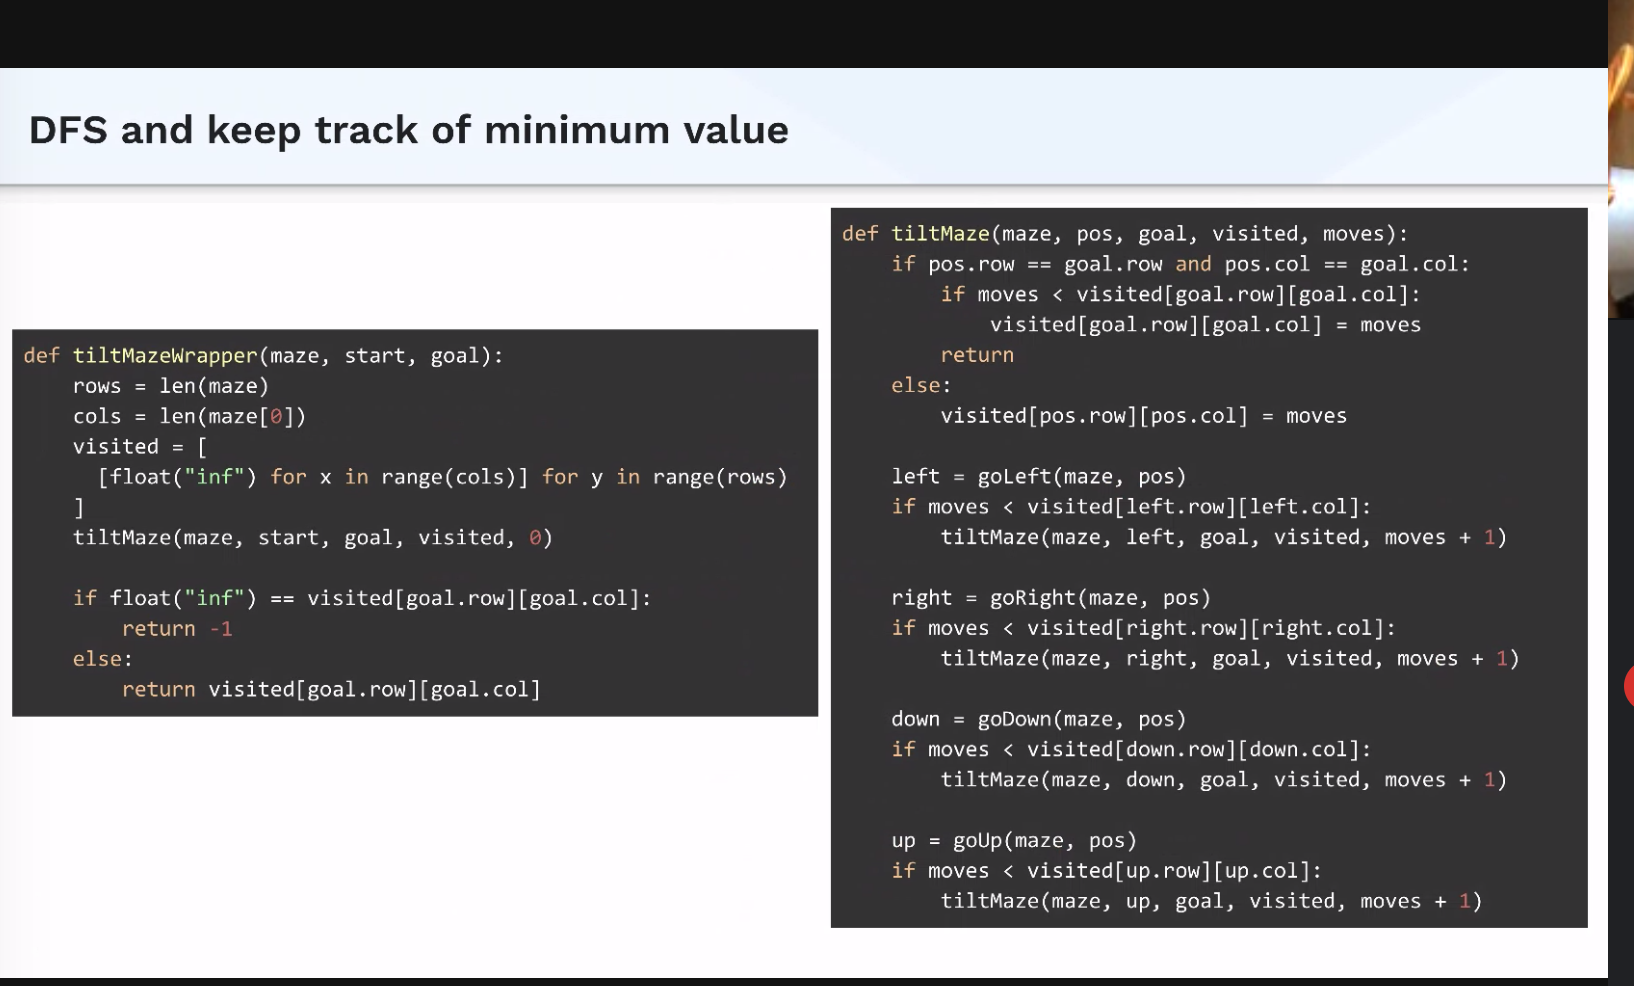 DFS and keep track of minimum value
def tiltMazeWrapper(maze, start, goal):
    rows = len(maze)
    cols = len(maze[0])
    visited = [
      [float("inf") for x in range(cols)] for y in range(rows)
    ]
    tiltMaze(maze, start, goal, visited, 0)

    if float("inf") == visited[goal.row][goal.col]:
        return -1
    else:
        return visited[goal.row][goal.col]
def tiltMaze(maze, pos, goal, visited, moves):
    if pos.row == goal.row and pos.col == goal.col:
        if moves < visited[goal.row][goal.col]:
            visited[goal.row][goal.col] = moves
        return
    else:
        visited[pos.row][pos.col] = moves

    left = goLeft(maze, pos)
    if moves < visited[left.row][left.col]:
        tiltMaze(maze, left, goal, visited, moves + 1)

    right = goRight(maze, pos)
    if moves < visited[right.row][right.col]:
        tiltMaze(maze, right, goal, visited, moves + 1)

    down = goDown(maze, pos)
    if moves < visited[down.row][down.col]:
        tiltMaze(maze, down, goal, visited, moves + 1)

    up = goUp(maze, pos)
    if moves < visited[up.row][up.col]:
        tiltMaze(maze, up, goal, visited, moves + 1)